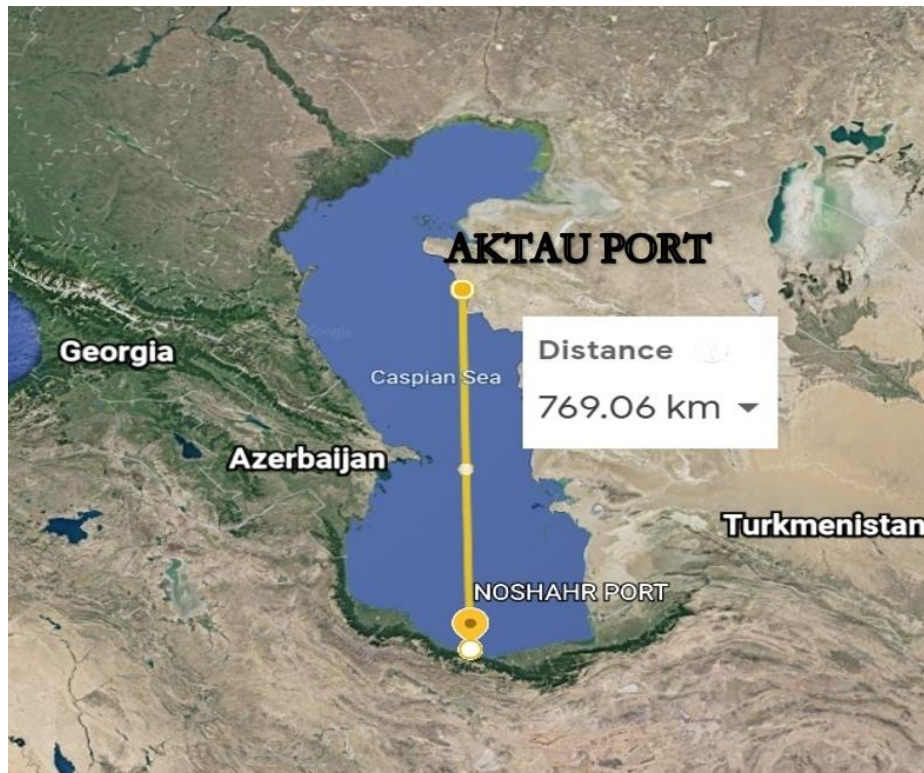 AKTAU PORT
Georgia
Distance
Caspian Sea
769.06 km
Azerbaijan
Turkmenistan
NOSHAHR PORT